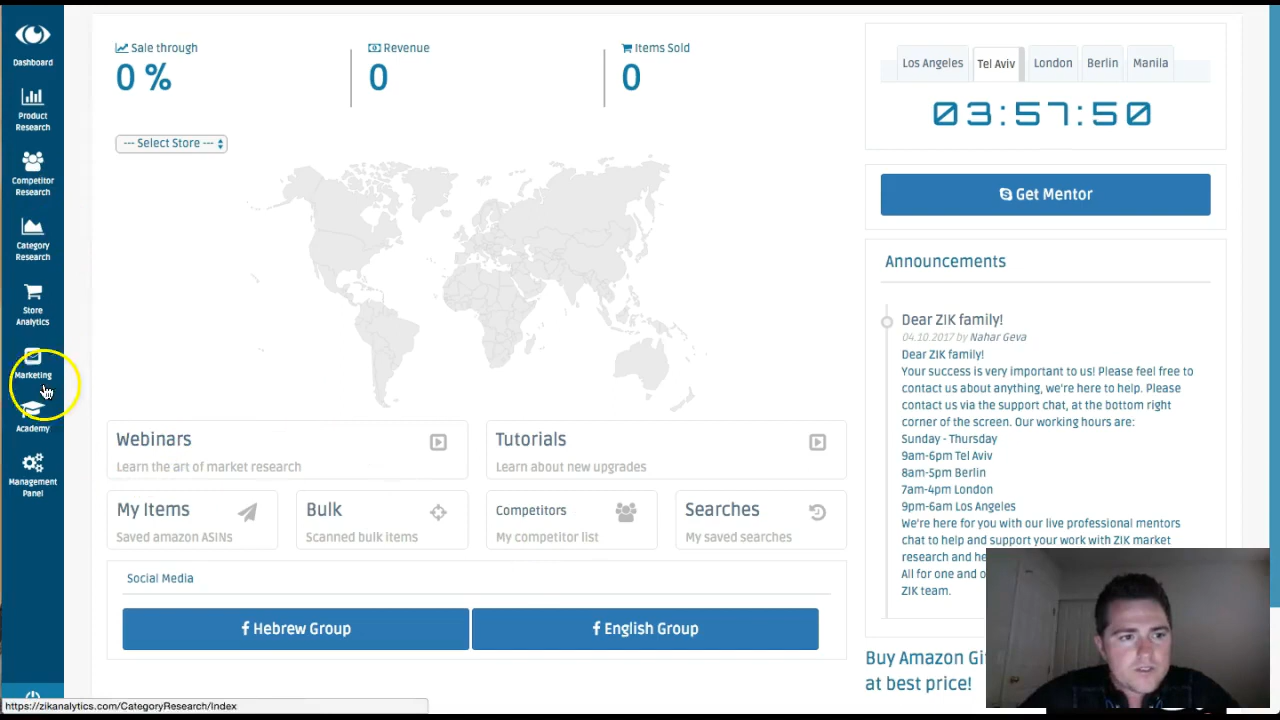 Dashboard
Product
Research
Competitor
Research
Category
Research
Store
Analytics
Marketing
Academy
Management
Panel
Sale through
0 %
Revenue
0
Items Sold
0
--- Select Store ---
Webinars
Learn the art of market research
Tutorials
Learn about new upgrades
My Items
Saved amazon ASINs
Bulk
Scanned bulk items
Competitors
My competitor list
Searches
My saved searches
Social Media
Hebrew Group
English Group
Los Angeles
Tel Aviv
London
Berlin
Manila
03:57:50
Get Mentor
Announcements
Dear ZIK family!
04.10.2017 by Nahar Geva
Dear ZIK family!
Your success is very important to us! Please feel free to
contact us about anything, we're here to help. Please
contact us via the support chat, at the bottom right
corner of the screen. Our working hours are:
Sunday - Thursday
9am-6pm Tel Aviv
8am-5pm Berlin
7am-4pm London
9pm-6am Los Angeles
We're here for you with our live professional mentors
chat to help and support your work with ZIK market
research and
All for one and
ZIK team.
Buy Amazon
at best price!
https://zikanalytics.com/CategoryResearch/Index